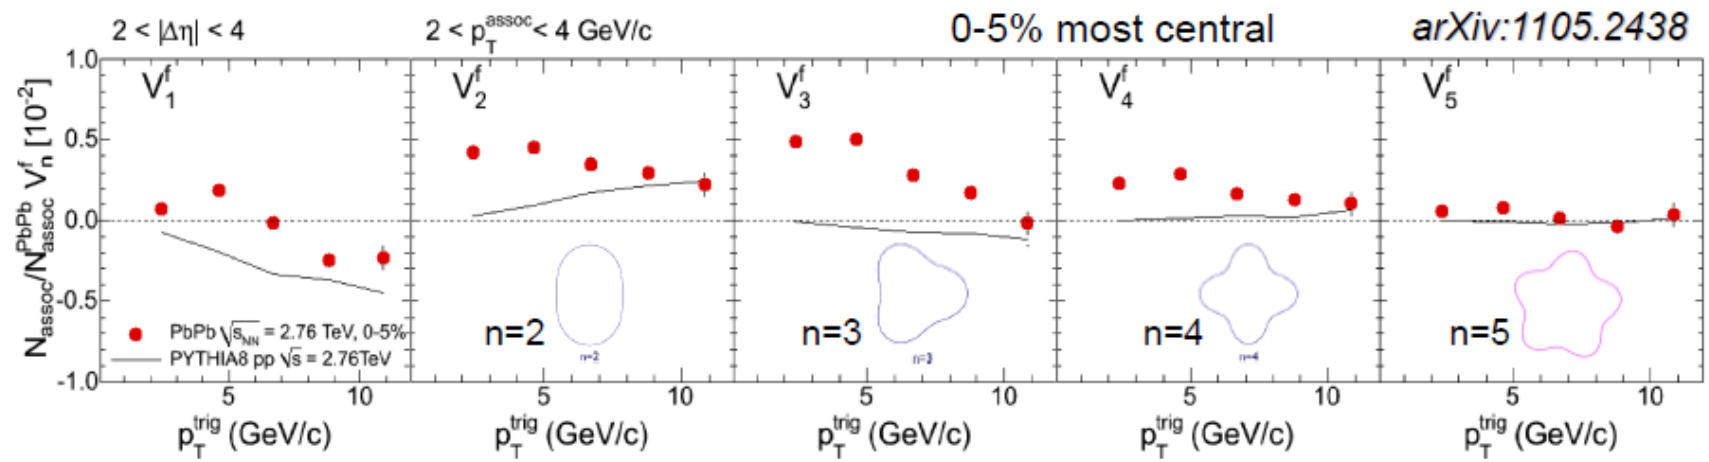 2 < |Δη| < 4
2 < p_T^assoc < 4 GeV/c
0-5% most central
arXiv:1105.2438
N_assoc/N_assoc^PbPb V_n^f [10^-2]
1.0
0.5
0.0
-0.5
-1.0
V_1^f
V_2^f
V_3^f
V_4^f
V_5^f
PbPb √s_NN = 2.76 TeV, 0-5%
PYTHIA8 pp √s = 2.76TeV
n=2
n=2
n=3
n=3
n=4
n=4
n=5
5 10
5 10
5 10
5 10
5 10
p_T^trig (GeV/c)
p_T^trig (GeV/c)
p_T^trig (GeV/c)
p_T^trig (GeV/c)
p_T^trig (GeV/c)